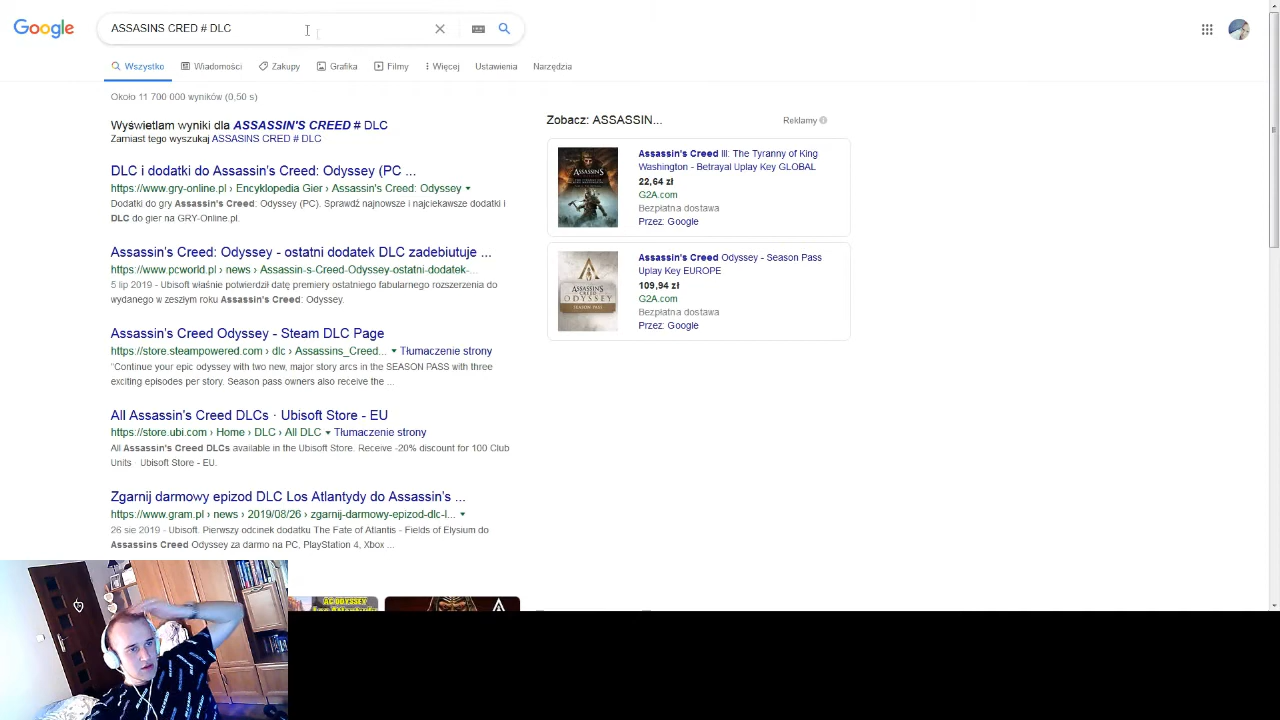 Google
ASSASINS CRED # DLC
Wszystko
Wiadomości
Zakupy
Grafika
Filmy
Więcej
Ustawienia
Narzędzia
Około 11 700 000 wyników (0,50 s)
Wyświetlam wyniki dla ASSASSIN'S CREED # DLC
Zamiast tego wyszukaj ASSASINS CRED # DLC
DLC i dodatki do Assassin's Creed: Odyssey (PC ...
https://www.gry-online.pl › Encyklopedia Gier › Assassin's Creed: Odyssey
Dodatki do gry Assassin's Creed: Odyssey (PC). Sprawdź najnowsze i najciekawsze dodatki i
DLC do gier na GRY-Online.pl.
Assassin's Creed: Odyssey - ostatni dodatek DLC zadebiutuje ...
https://www.pcworld.pl › news › Assassin-s-Creed-Odyssey-ostatni-dodatek-...
5 lip 2019 - Ubisoft właśnie potwierdził datę premiery ostatniego fabularnego rozszerzenia do
wydanego w zeszłym roku Assassin's Creed: Odyssey.
Assassin's Creed Odyssey - Steam DLC Page
https://store.steampowered.com › dlc › Assassins_Creed... Tłumaczenie strony
"Continue your epic odyssey with two new, major story arcs in the SEASON PASS with three
exciting episodes per story. Season pass owners also receive the ...
All Assassin's Creed DLCs · Ubisoft Store - EU
https://store.ubi.com › Home › DLC › All DLC Tłumaczenie strony
All Assassin's Creed DLCs available in the Ubisoft Store. Receive -20% discount for 100 Club
Units · Ubisoft Store - EU.
Zgarnij darmowy epizod DLC Los Atlantydy do Assassin's ...
https://www.gram.pl › news › 2019/08/26 › zgarnij-darmowy-epizod-dlc-l...
26 sie 2019 - Ubisoft. Pierwszy odcinek dodatku The Fate of Atlantis - Fields of Elysium do
Assassins Creed Odyssey za darmo na PC, PlayStation 4, Xbox ...
Zobacz: ASSASSIN...
Reklamy
Assassin's Creed III: The Tyranny of King
Washington - Betrayal Uplay Key GLOBAL
22,64 zł
G2A.com
Bezpłatna dostawa
Przez: Google
Assassin's Creed Odyssey - Season Pass
Uplay Key EUROPE
109,94 zł
G2A.com
Bezpłatna dostawa
Przez: Google
ASSASSINS
ODYSSEY
SEASON PASS
AC ODYSSEY